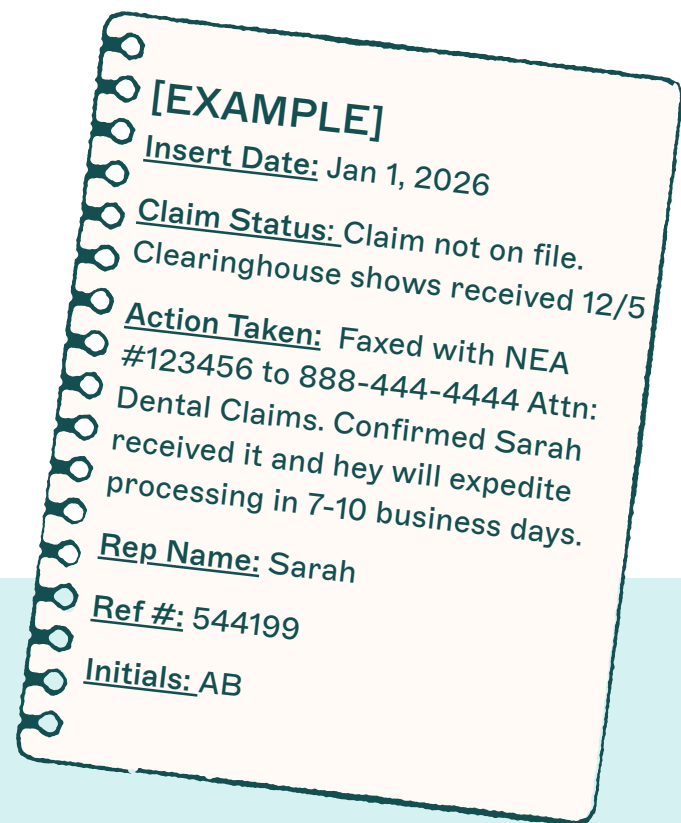 [EXAMPLE]
Insert Date: Jan 1, 2026
Claim Status: Claim not on file.
Clearinghouse shows received 12/5
Action Taken: Faxed with NEA
#123456 to 888-444-4444 Attn:
Dental Claims. Confirmed Sarah
received it and hey will expedite
processing in 7-10 business days.
Rep Name: Sarah
Ref #: 544199
Initials: AB